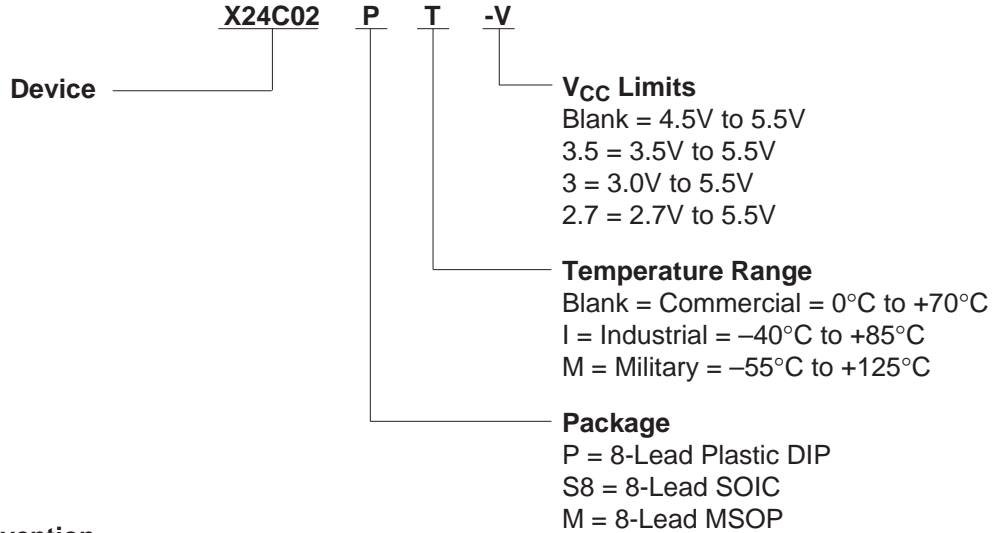 X24C02 P T -V
Device
VCC Limits
Blank = 4.5V to 5.5V
3.5 = 3.5V to 5.5V
3 = 3.0V to 5.5V
2.7 = 2.7V to 5.5V
Temperature Range
Blank = Commercial = 0°C to +70°C
I = Industrial = –40°C to +85°C
M = Military = –55°C to +125°C
Package
P = 8-Lead Plastic DIP
S8 = 8-Lead SOIC
M = 8-Lead MSOP